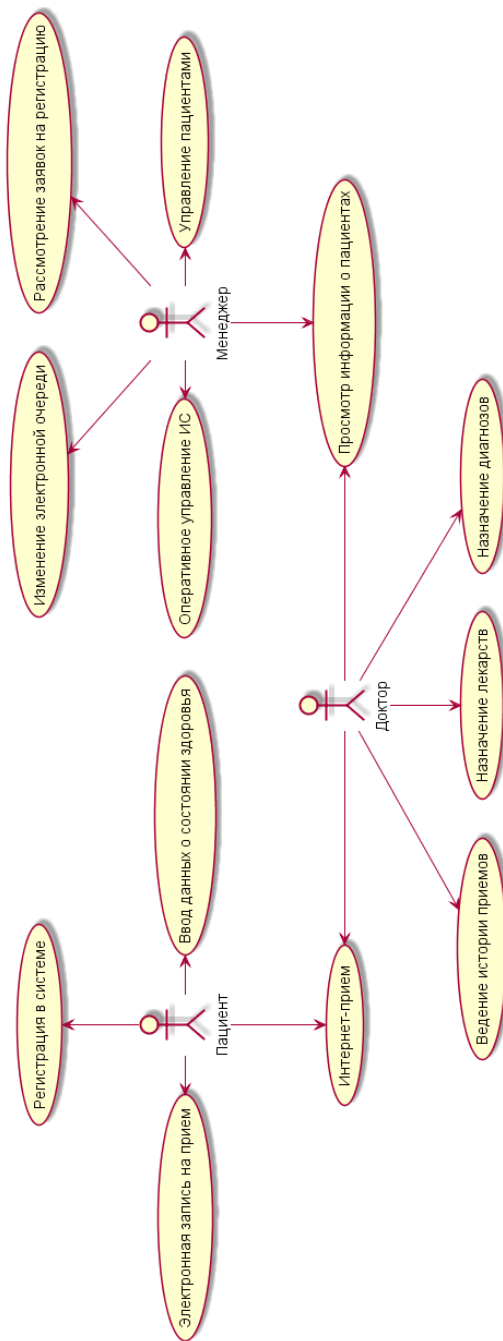 Регистрация в системе
Изменение электронной очереди
Рассмотрение заявок на регистрацию
Электронная запись на прием
Пациент
Ввод данных о состоянии здоровья
Оперативное управление ИС
Менеджер
Управление пациентами
Интернет-прием
Доктор
Просмотр информации о пациентах
Ведение истории приемов
Назначение лекарств
Назначение диагнозов